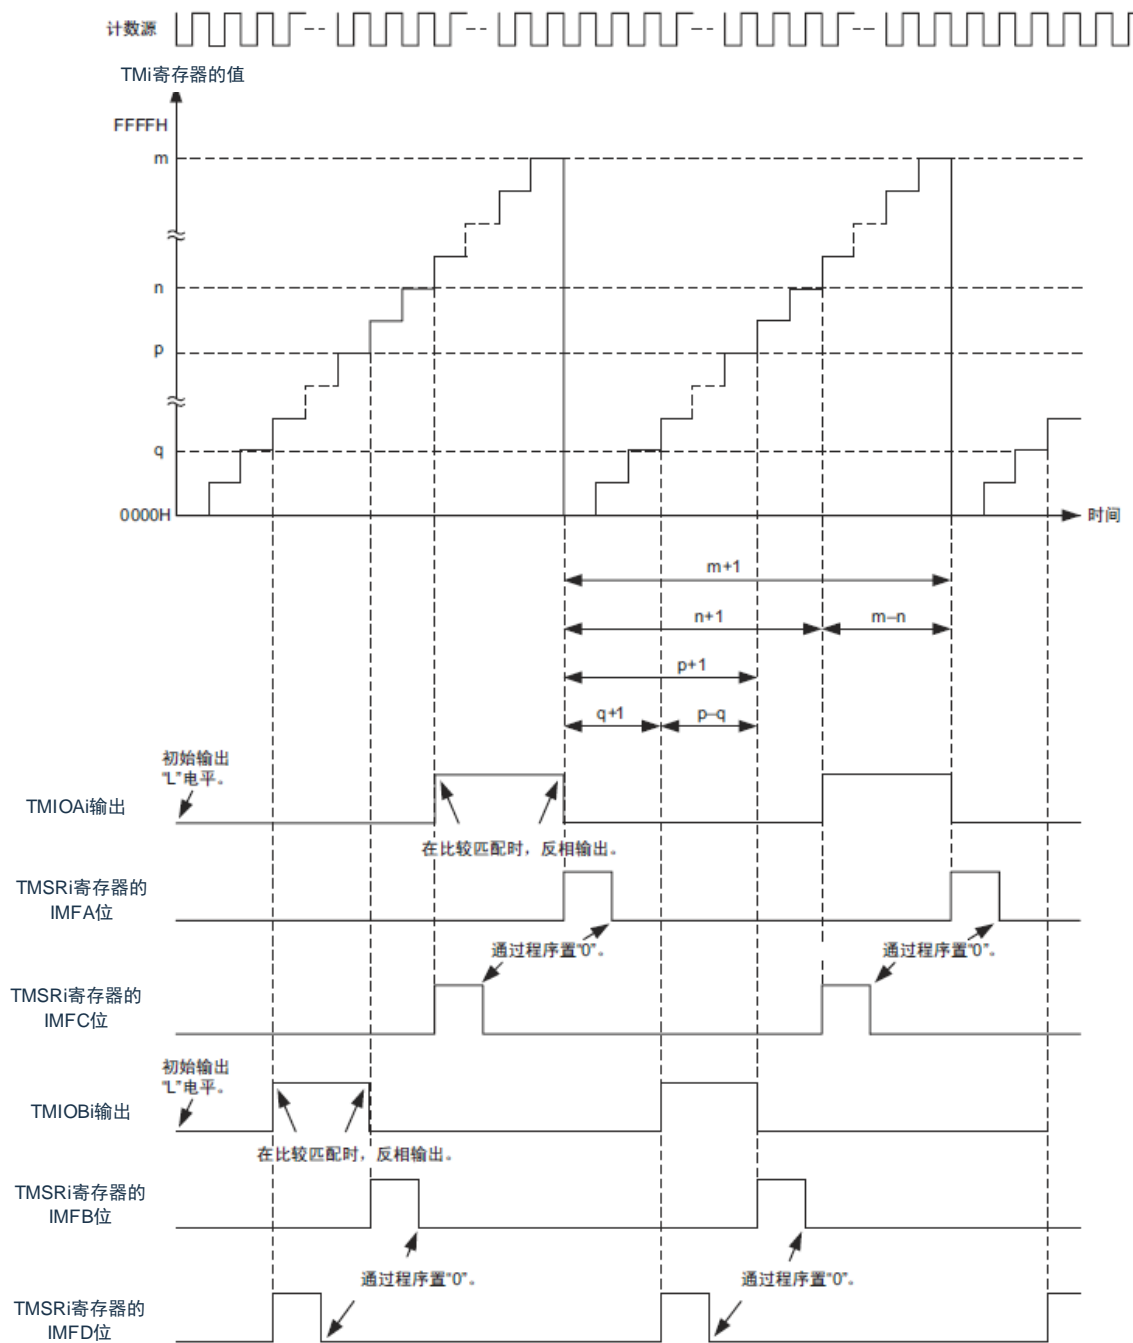 计数源
TMi寄存器的值
FFFFH
m
n
p
q
0000H
时间
m+1
n+1
m–n
p+1
q+1
p–q
初始输出
“L”电平。
TMIOAi输出
在比较匹配时，反相输出。
TMSRi寄存器的
IMFA位
通过程序置“0”。
通过程序置“0”。
TMSRi寄存器的
IMFC位
初始输出
“L”电平。
TMIOBi输出
在比较匹配时，反相输出。
TMSRi寄存器的
IMFB位
通过程序置“0”。
通过程序置“0”。
TMSRi寄存器的
IMFD位